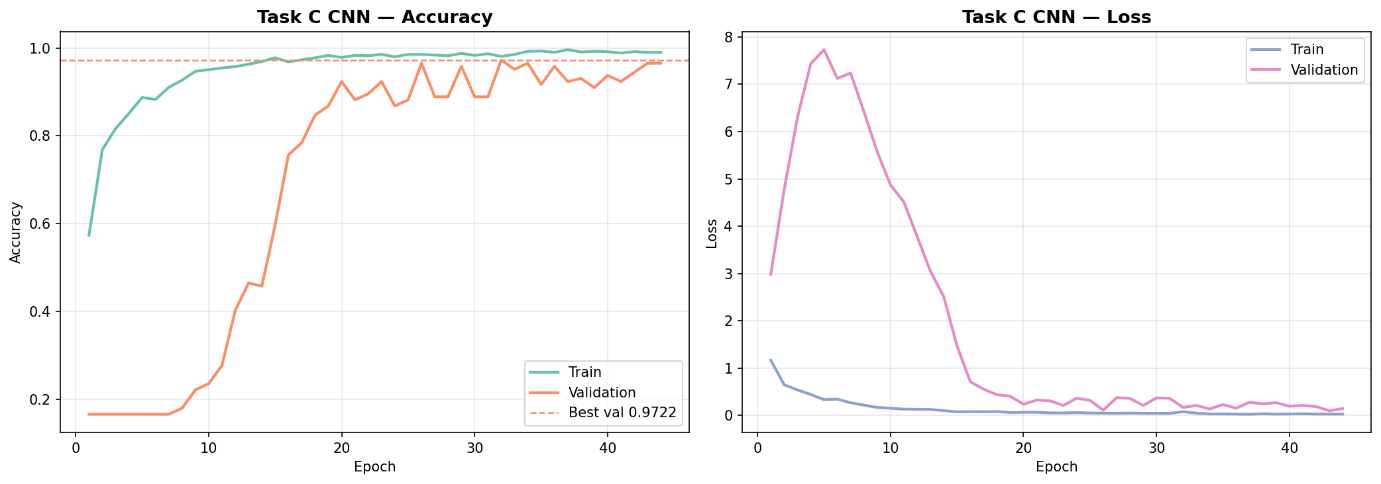 Task C CNN — Accuracy
1.0
0.8
0.6
0.4
0.2
Accuracy
0
10
20
30
40
Epoch
Train
Validation
Best val 0.9722
Task C CNN — Loss
8
7
6
5
4
3
2
1
0
Loss
0
10
20
30
40
Epoch
Train
Validation